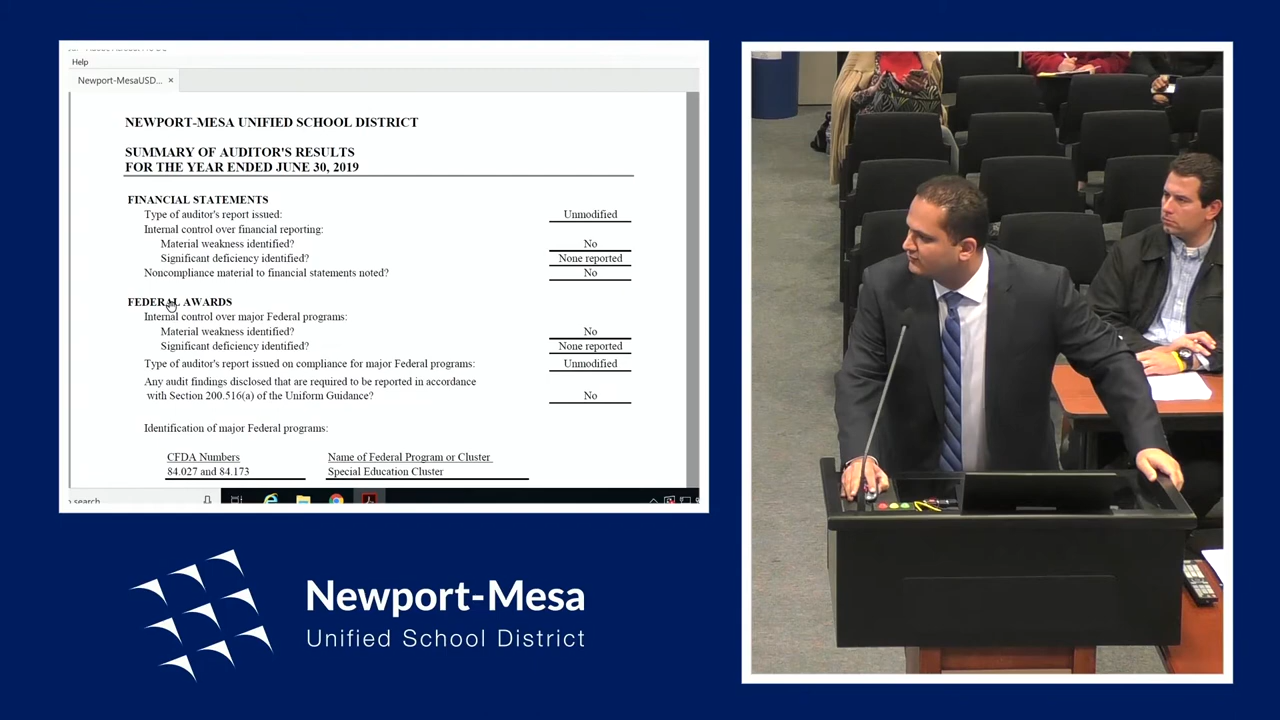 Help
Newport-MesaUSD... ×
NEWPORT-MESA UNIFIED SCHOOL DISTRICT
SUMMARY OF AUDITOR'S RESULTS
FOR THE YEAR ENDED JUNE 30, 2019
FINANCIAL STATEMENTS
Type of auditor's report issued: Unmodified
Internal control over financial reporting:
Material weakness identified? No
Significant deficiency identified? None reported
Noncompliance material to financial statements noted? No
FEDERAL AWARDS
Internal control over major Federal programs:
Material weakness identified? No
Significant deficiency identified? None reported
Type of auditor's report issued on compliance for major Federal programs: Unmodified
Any audit findings disclosed that are required to be reported in accordance
with Section 200.516(a) of the Uniform Guidance? No
Identification of major Federal programs:
CFDA Numbers Name of Federal Program or Cluster
84.027 and 84.173 Special Education Cluster
search
Newport-Mesa
Unified School District